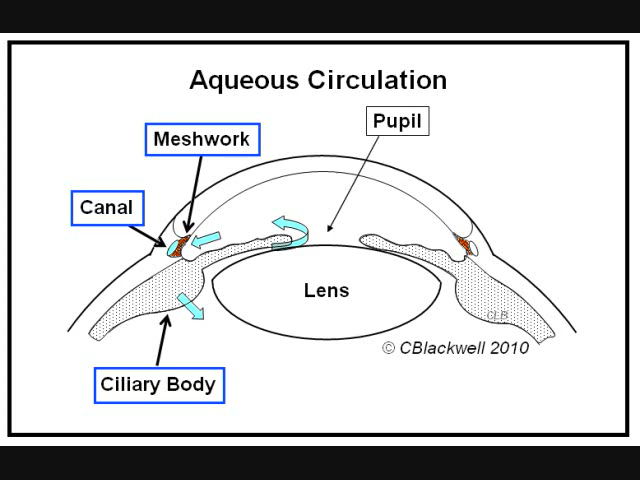 Aqueous Circulation
Pupil
Meshwork
Canal
Lens
CLB
© CBlackwell 2010
Ciliary Body